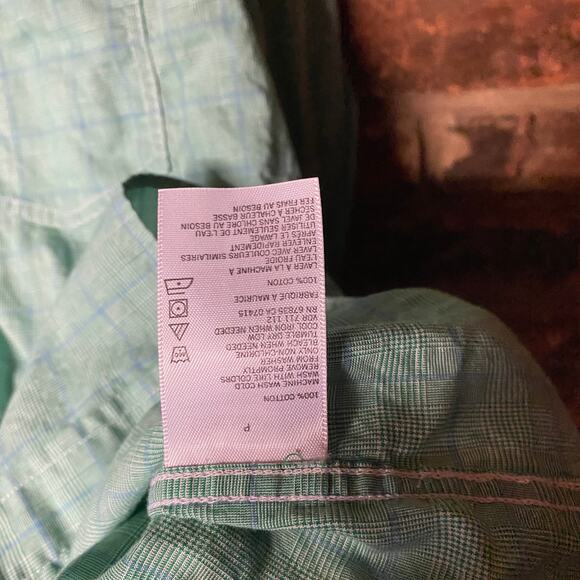 P
100% COTTON
MACHINE WASH COLD
WASH WITH LIKE COLORS
REMOVE PROMPTLY
FROM WASHER
ONLY NON-CHLORINE
BLEACH WHEN NEEDED
TUMBLE DRY LOW
COOL IRON WHEN NEEDED
VDR 711 112
RN 67835 CA 07415
FABRIQUÉ À MAURICE
100% COTON
LAVER À LA MACHINE À
L'EAU FROIDE
LAVER AVEC COULEURS SIMILAIRES
ENLEVER RAPIDEMENT
APRÈS LE LAVAGE
UTILISER SEULEMENT DE L'EAU
DE JAVEL SANS CHLORE AU BESOIN
SÉCHER À CHALEUR BASSE
FER FRAIS AU BESOIN